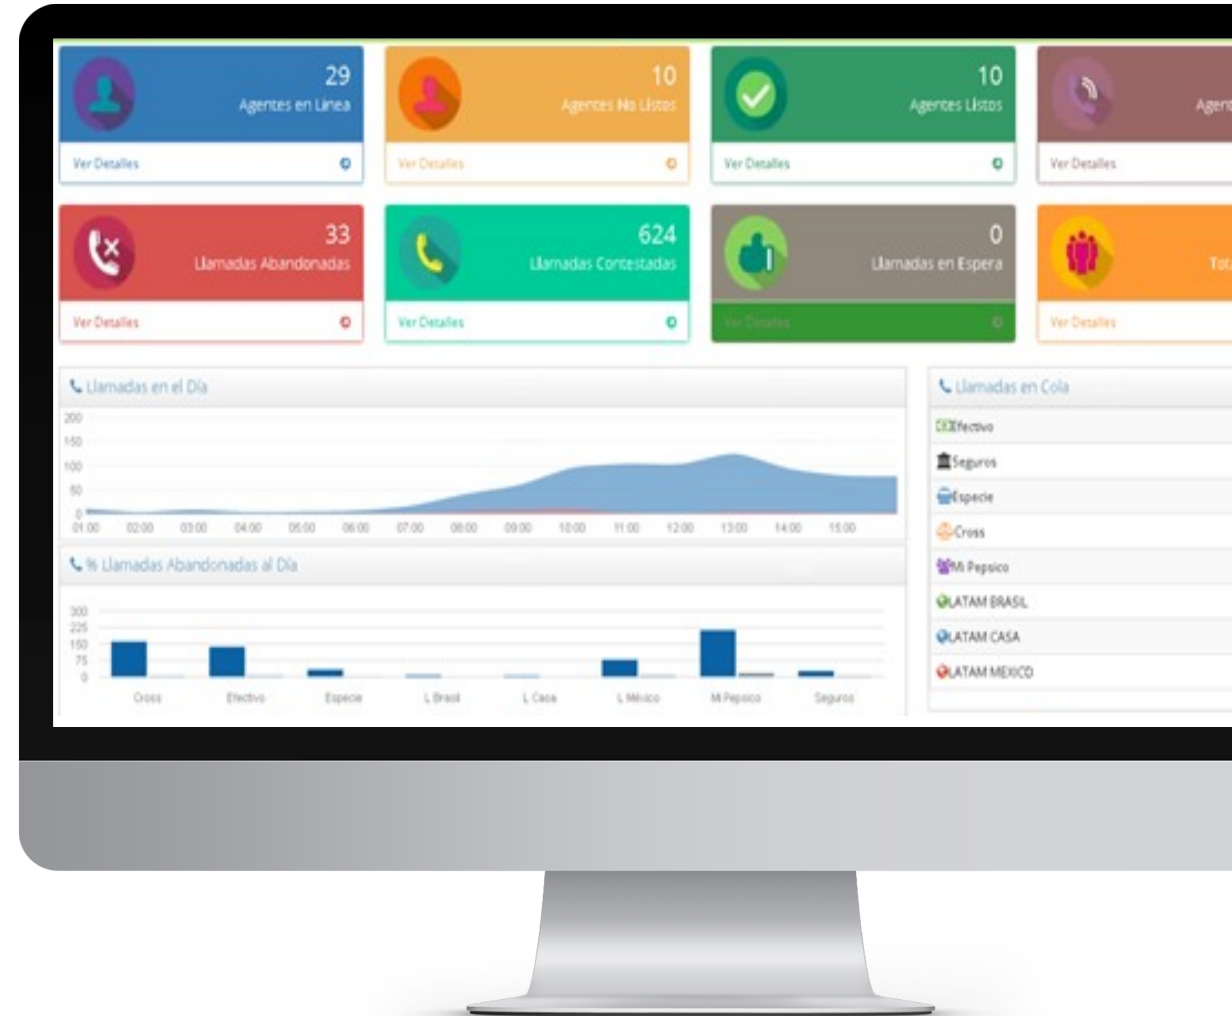 29
Agentes en Línea
Ver Detalles
10
Agentes No Listos
Ver Detalles
10
Agentes Listos
Ver Detalles
Agent
Ver Detalles
33
Llamadas Abandonadas
Ver Detalles
624
Llamadas Contestadas
Ver Detalles
0
Llamadas en Espera
Ver Detalles
Tota
Ver Detalles
Llamadas en el Día
200
150
100
50
0
01:00 02:00 03:00 04:00 05:00 06:00 07:00 08:00 09:00 10:00 11:00 12:00 13:00 14:00 15:00
% Llamadas Abandonadas al Día
300
225
150
75
0
Cross Efectivo Especie L Brasil L Casa L México Mi Pepsico Seguros
Llamadas en Cola
Efectivo
Seguros
Especie
Cross
Mi Pepsico
LATAM BRASIL
LATAM CASA
LATAM MEXICO